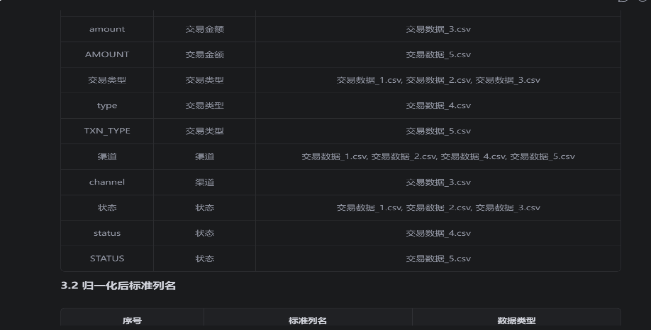 amount 交易金额 交易数据_3.csv
AMOUNT 交易金额 交易数据_5.csv
交易类型 交易类型 交易数据_1.csv, 交易数据_2.csv, 交易数据_3.csv
type 交易类型 交易数据_4.csv
TXN_TYPE 交易类型 交易数据_5.csv
渠道 渠道 交易数据_1.csv, 交易数据_2.csv, 交易数据_4.csv, 交易数据_5.csv
channel 渠道 交易数据_3.csv
状态 状态 交易数据_1.csv, 交易数据_2.csv, 交易数据_3.csv
status 状态 交易数据_4.csv
STATUS 状态 交易数据_5.csv
3.2 归一化后标准列名
序号 标准列名 数据类型